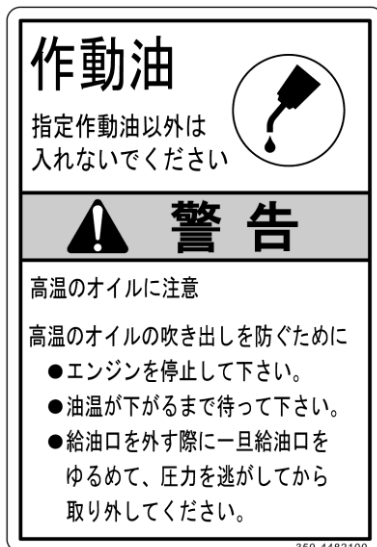 作動油
指定作動油以外は
入れないでください
警告
高温のオイルに注意
高温のオイルの吹き出しを防ぐために
●エンジンを停止して下さい。
●油温が下がるまで待って下さい。
●給油口を外す際に一旦給油口を
ゆるめて、圧力を逃がしてから
取り外してください。